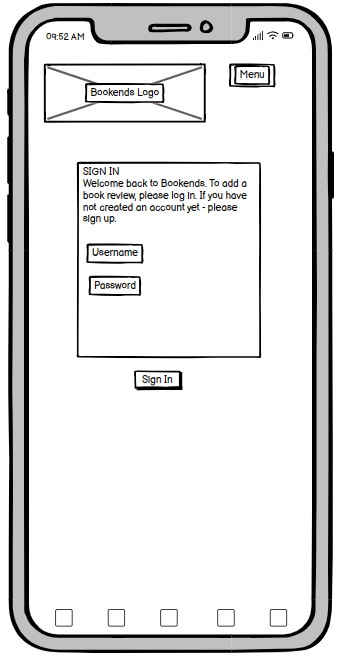 09:52 AM
Bookends Logo
Menu
SIGN IN
Welcome back to Bookends. To add a
book review, please log in. If you have
not created an account yet - please
sign up.
Username
Password
Sign In